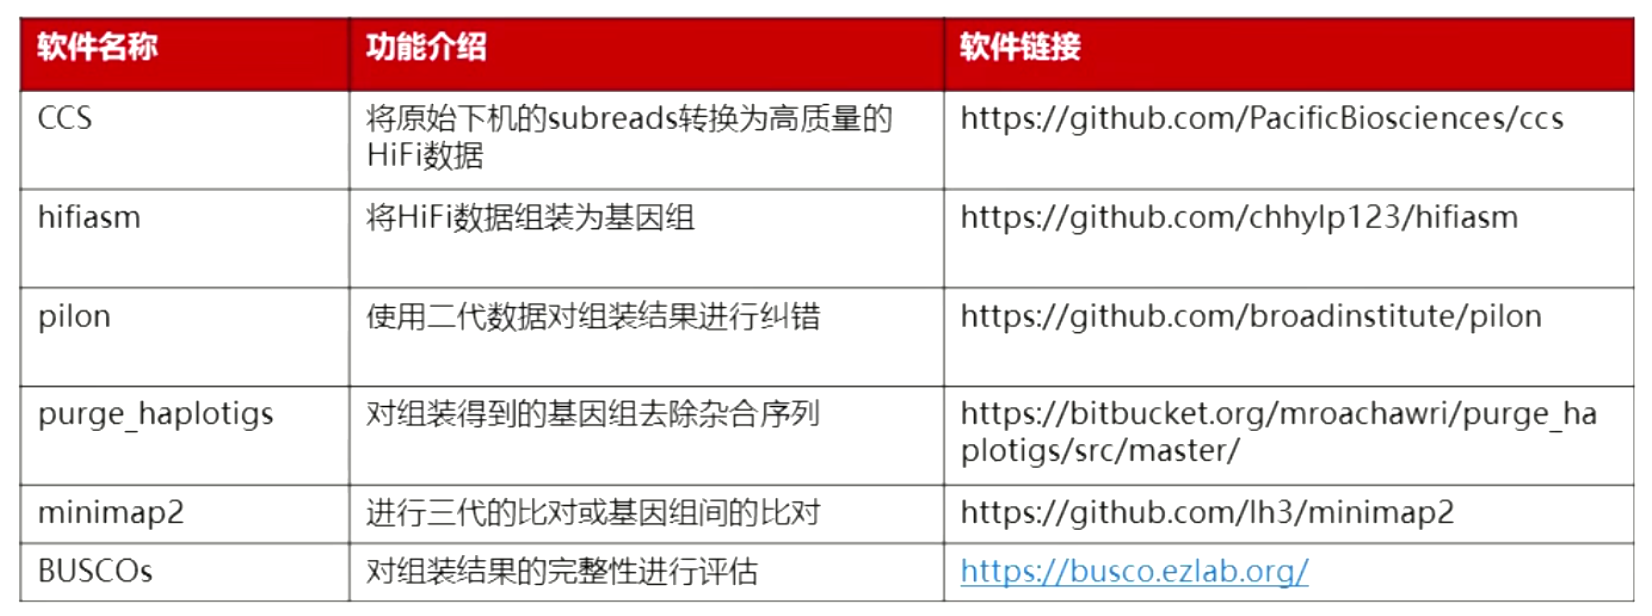 软件名称
功能介绍
软件链接
CCS
将原始下机的subreads转换为高质量的
HiFi数据
https://github.com/PacificBiosciences/ccs
hifiasm
将HiFi数据组装为基因组
https://github.com/chhylp123/hifiasm
pilon
使用二代数据对组装结果进行纠错
https://github.com/broadinstitute/pilon
purge_haplotigs
对组装得到的基因组去除杂合序列
https://bitbucket.org/mroachawri/purge_ha
plotigs/src/master/
minimap2
进行三代的比对或基因组间的比对
https://github.com/lh3/minimap2
BUSCOs
对组装结果的完整性进行评估
https://busco.ezlab.org/